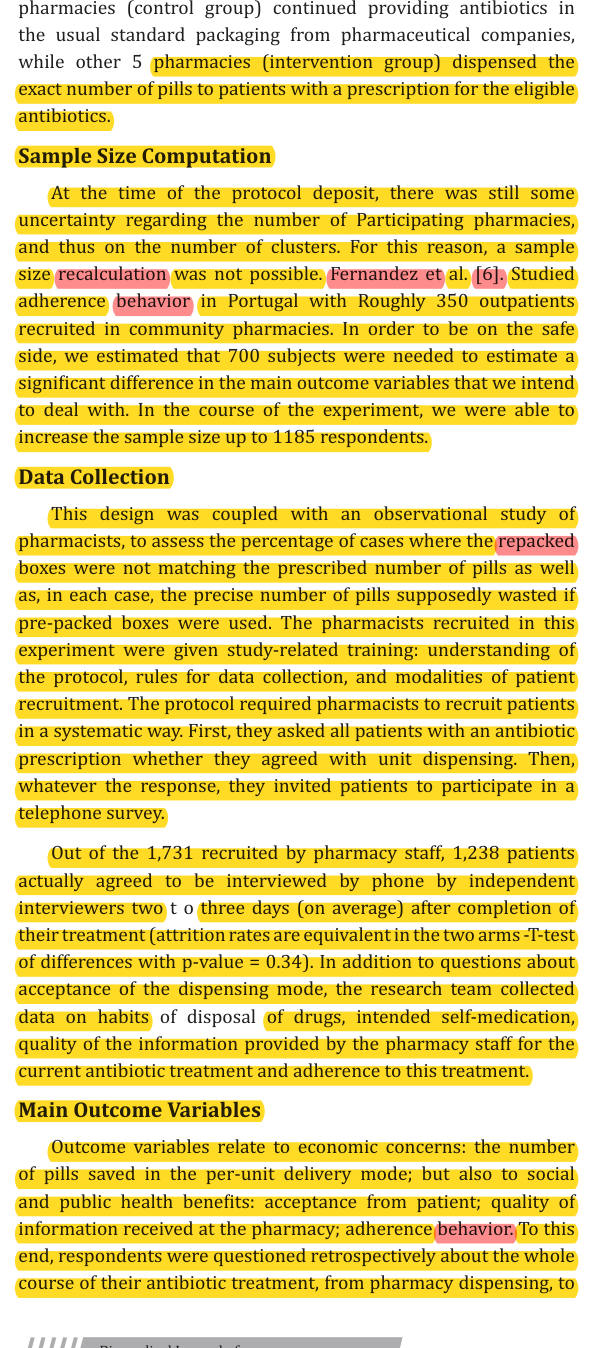 pharmacies (control group) continued providing antibiotics in
the usual standard packaging from pharmaceutical companies,
while other 5 pharmacies (intervention group) dispensed the
exact number of pills to patients with a prescription for the eligible
antibiotics.
Sample Size Computation
At the time of the protocol deposit, there was still some
uncertainty regarding the number of Participating pharmacies,
and thus on the number of clusters. For this reason, a sample
size recalculation was not possible. Fernandez et al. [6]. Studied
adherence behavior in Portugal with Roughly 350 outpatients
recruited in community pharmacies. In order to be on the safe
side, we estimated that 700 subjects were needed to estimate a
significant difference in the main outcome variables that we intend
to deal with. In the course of the experiment, we were able to
increase the sample size up to 1185 respondents.
Data Collection
This design was coupled with an observational study of
pharmacists, to assess the percentage of cases where the repacked
boxes were not matching the prescribed number of pills as well
as, in each case, the precise number of pills supposedly wasted if
pre-packed boxes were used. The pharmacists recruited in this
experiment were given study-related training: understanding of
the protocol, rules for data collection, and modalities of patient
recruitment. The protocol required pharmacists to recruit patients
in a systematic way. First, they asked all patients with an antibiotic
prescription whether they agreed with unit dispensing. Then,
whatever the response, they invited patients to participate in a
telephone survey.
Out of the 1,731 recruited by pharmacy staff, 1,238 patients
actually agreed to be interviewed by phone by independent
interviewers two t o three days (on average) after completion of
their treatment (attrition rates are equivalent in the two arms -T-test
of differences with p-value = 0.34). In addition to questions about
acceptance of the dispensing mode, the research team collected
data on habits of disposal of drugs, intended self-medication,
quality of the information provided by the pharmacy staff for the
current antibiotic treatment and adherence to this treatment.
Main Outcome Variables
Outcome variables relate to economic concerns: the number
of pills saved in the per-unit delivery mode; but also to social
and public health benefits: acceptance from patient; quality of
information received at the pharmacy; adherence behavior. To this
end, respondents were questioned retrospectively about the whole
course of their antibiotic treatment, from pharmacy dispensing, to